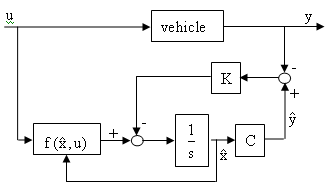 u
vehicle
y
-
K
+
-
ŷ
f(x̂,u)
+
1
s
x̂
C